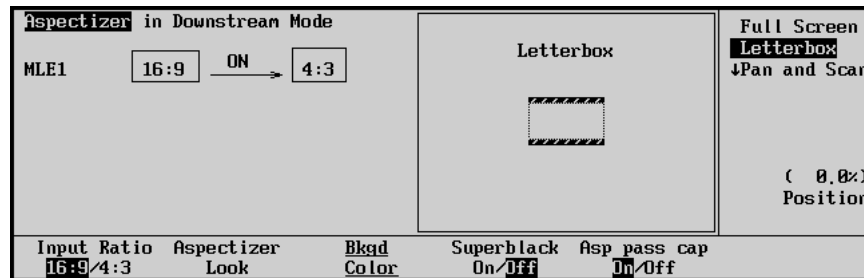 Aspectizer in Downstream Mode
MLE1 16:9 ON 4:3
Letterbox
Full Screen
Letterbox
↓Pan and Scan
( 0.0%)
Position
Input Ratio Aspectizer Bkgd Superblack Asp pass cap
16:9/4:3 Look Color On/Off On/Off